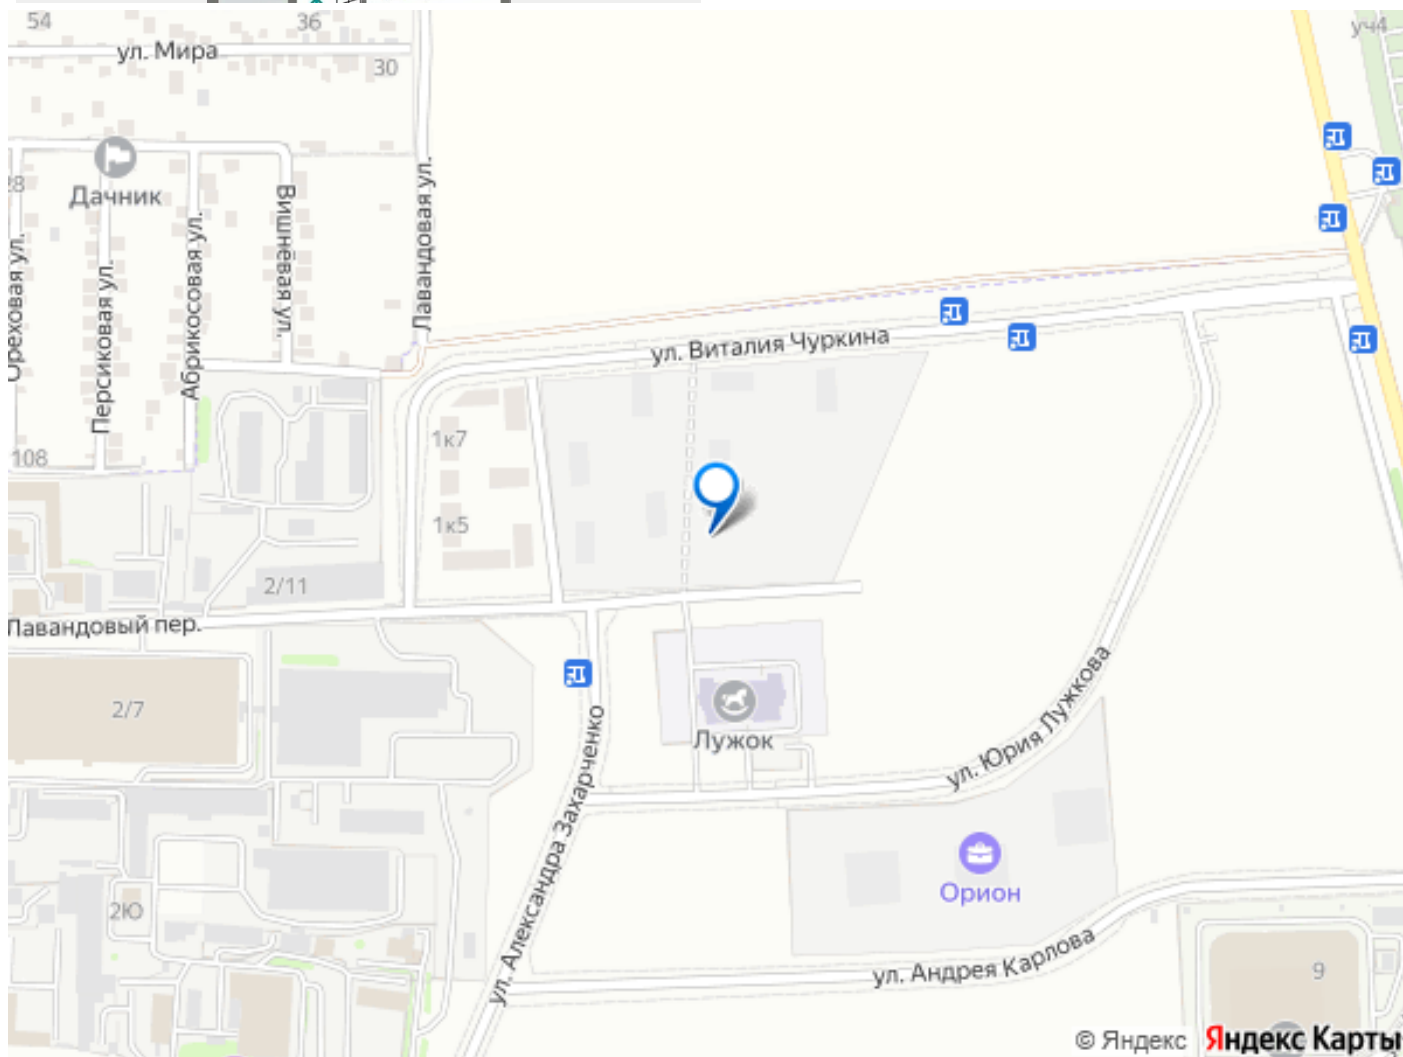 54
36
уч4
ул. Мира
30
Дачник
28
Вишнёвая ул.
Лавандовая ул.
Ореховая ул.
Персиковая ул.
Абрикосовая ул.
ул. Виталия Чуркина
1к7
108
1к5
2/11
Лавандовый пер.
2/7
Лужок
ул. Юрия Лужкова
ул. Александра Захарченко
Орион
2Ю
ул. Андрея Карлова
9
© Яндекс Яндекс Карты